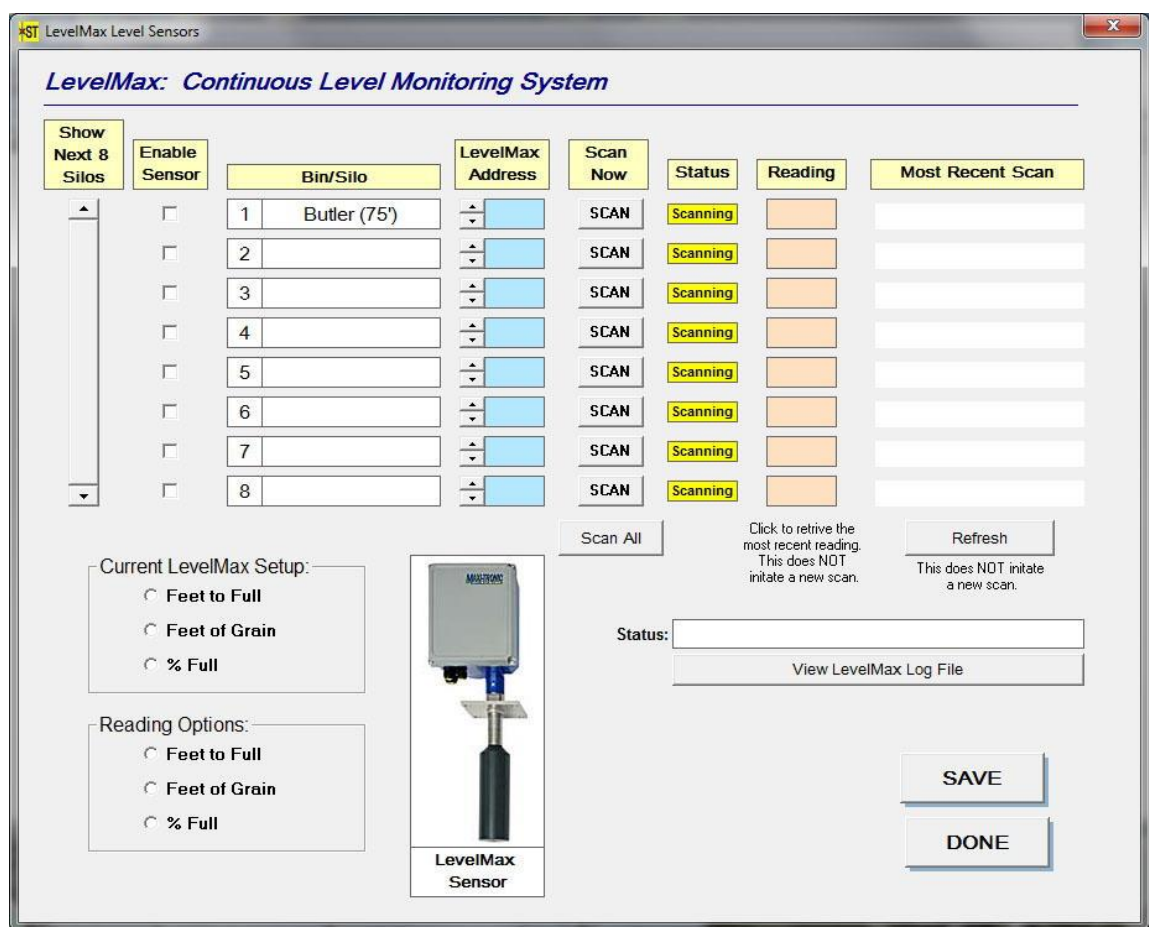 ST LevelMax Level Sensors
LevelMax: Continuous Level Monitoring System
Show
Next 8
Silos
Enable
Sensor
Bin/Silo
LevelMax
Address
Scan
Now
Status
Reading
Most Recent Scan
1 Butler (75') SCAN Scanning
2 SCAN Scanning
3 SCAN Scanning
4 SCAN Scanning
5 SCAN Scanning
6 SCAN Scanning
7 SCAN Scanning
8 SCAN Scanning
Scan All
Click to retrive the
most recent reading.
This does NOT
initate a new scan.
Refresh
This does NOT initate
a new scan.
Current LevelMax Setup:
Feet to Full
Feet of Grain
% Full
MAXI-TRONIC
Status:
View LevelMax Log File
Reading Options:
Feet to Full
Feet of Grain
% Full
LevelMax
Sensor
SAVE
DONE